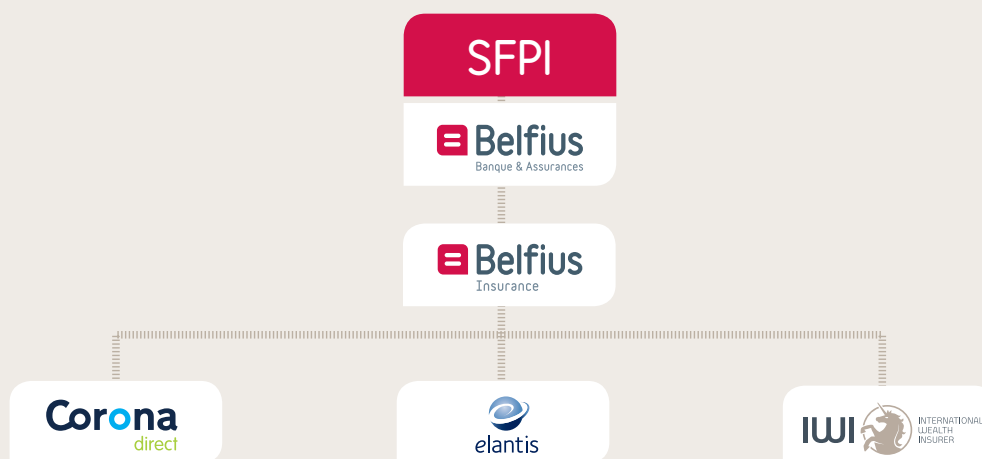 SFPI
Belfius
Banque & Assurances
Belfius
Insurance
Corona
direct
elantis
IWI
INTERNATIONAL
WEALTH
INSURER